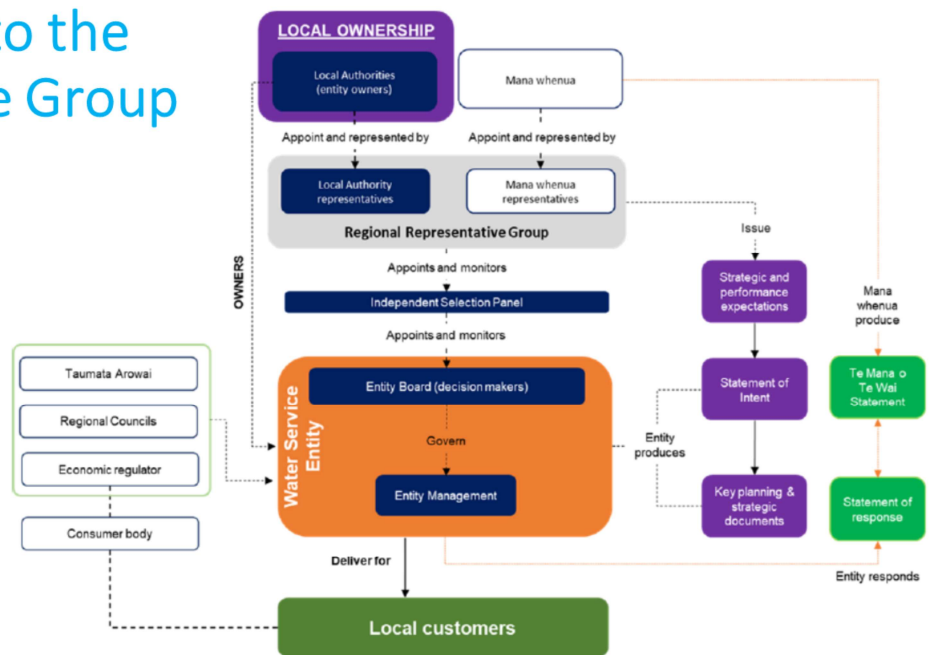 to the
e Group
LOCAL OWNERSHIP
Local Authorities
(entity owners)
Mana whenua
Appoint and represented by
Appoint and represented by
Local Authority
representatives
Mana whenua
representatives
Regional Representative Group
Issue
Appoints and monitors
Strategic and
performance
expectations
OWNERS
Independent Selection Panel
Mana
whenua
produce
Appoints and monitors
Taumata Arowai
Regional Councils
Economic regulator
Consumer body
Water Service
Entity
Entity Board (decision makers)
Govern
Entity Management
Entity
produces
Statement of
Intent
Te Mana o
Te Wai
Statement
Key planning &
strategic
documents
Statement of
response
Deliver for
Entity responds
Local customers